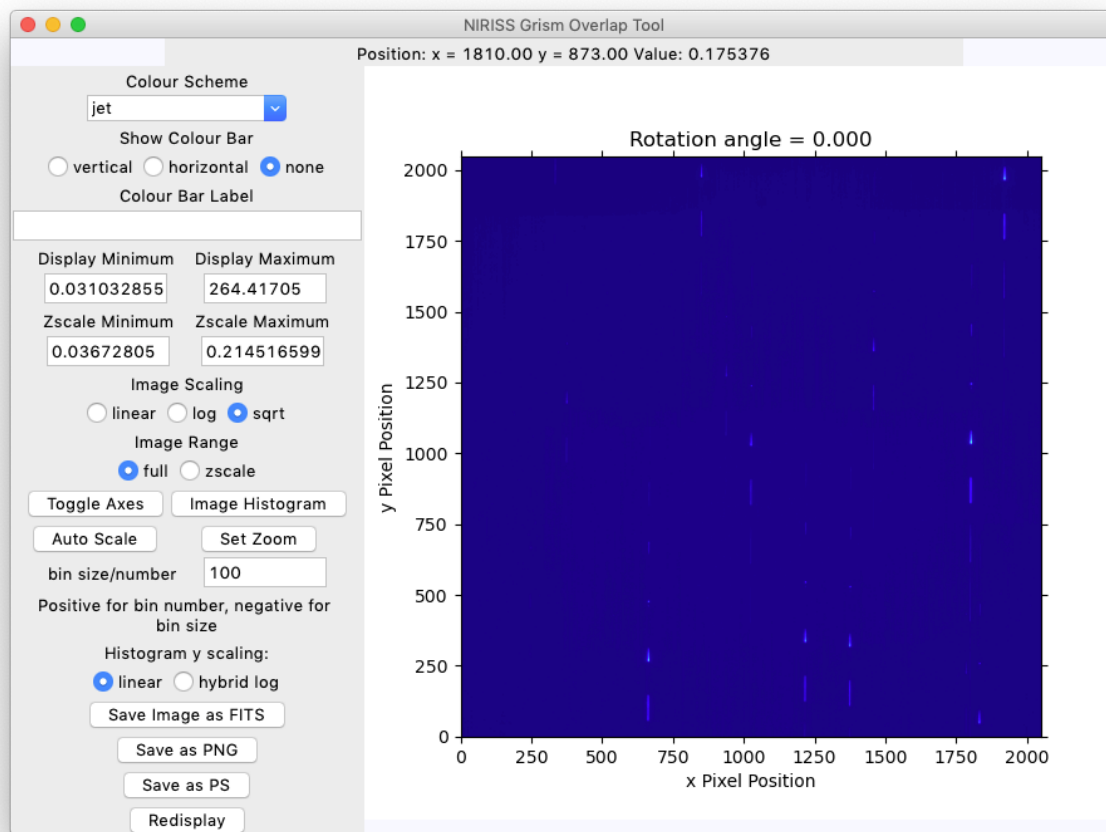 NIRISS Grism Overlap Tool
Position: x = 1810.00 y = 873.00 Value: 0.175376
Colour Scheme
jet
Show Colour Bar
vertical horizontal none
Colour Bar Label
Display Minimum Display Maximum
0.031032855 264.41705
Zscale Minimum Zscale Maximum
0.03672805 0.214516599
Image Scaling
linear log sqrt
Image Range
full zscale
Toggle Axes Image Histogram
Auto Scale Set Zoom
bin size/number 100
Positive for bin number, negative for
bin size
Histogram y scaling:
linear hybrid log
Save Image as FITS
Save as PNG
Save as PS
Redisplay
Rotation angle = 0.000
y Pixel Position
2000
1750
1500
1250
1000
750
500
250
0
0 250 500 750 1000 1250 1500 1750 2000
x Pixel Position